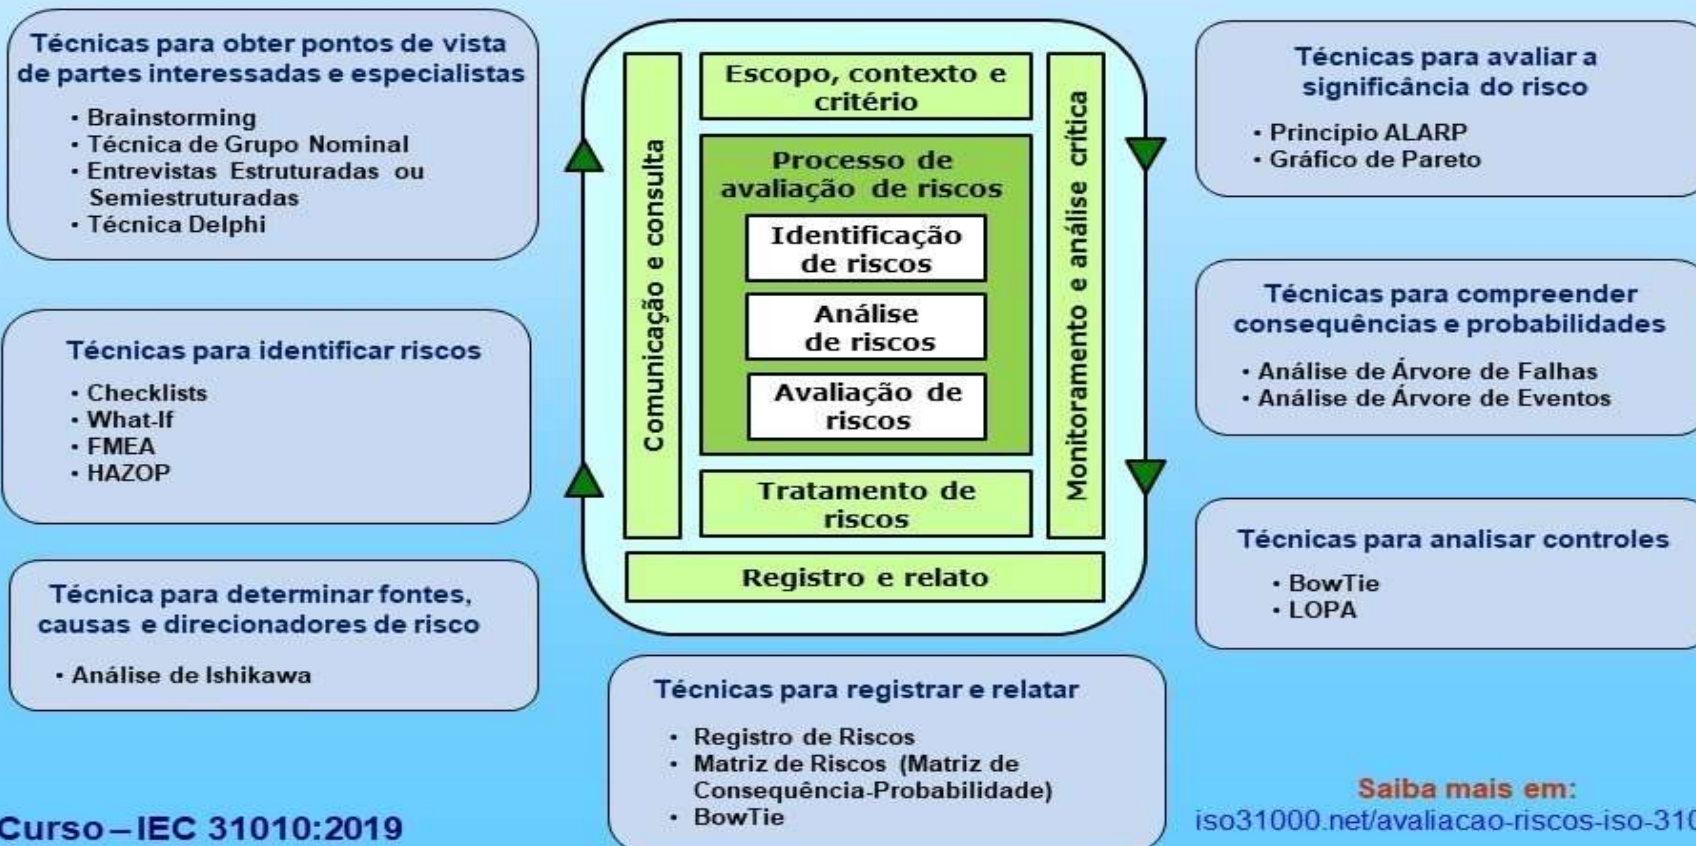 Técnicas para obter pontos de vista
de partes interessadas e especialistas
• Brainstorming
• Técnica de Grupo Nominal
• Entrevistas Estruturadas ou
Semiestruturadas
• Técnica Delphi
Técnicas para identificar riscos
• Checklists
• What-If
• FMEA
• HAZOP
Técnica para determinar fontes,
causas e direcionadores de risco
• Análise de Ishikawa
Comunicação e consulta
Escopo, contexto e
critério
Processo de
avaliação de riscos
Identificação
de riscos
Análise
de riscos
Avaliação de
riscos
Tratamento de
riscos
Monitoramento e análise crítica
Registro e relato
Técnicas para registrar e relatar
• Registro de Riscos
• Matriz de Riscos (Matriz de
Consequência-Probabilidade)
• BowTie
Técnicas para avaliar a
significância do risco
• Princípio ALARP
• Gráfico de Pareto
Técnicas para compreender
consequências e probabilidades
• Análise de Árvore de Falhas
• Análise de Árvore de Eventos
Técnicas para analisar controles
• BowTie
• LOPA
Curso – IEC 31010:2019
Saiba mais em:
iso31000.net/avaliacao-riscos-iso-310